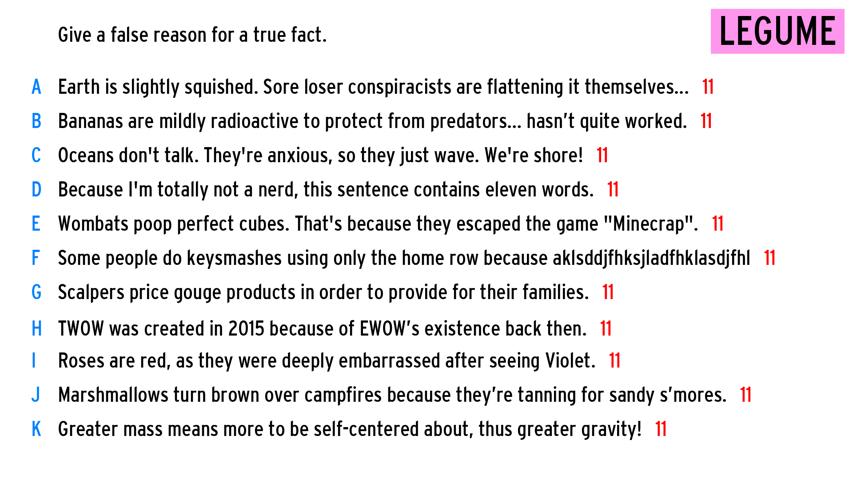 Give a false reason for a true fact.
LEGUME
A Earth is slightly squished. Sore loser conspiracists are flattening it themselves... 11
B Bananas are mildly radioactive to protect from predators... hasn’t quite worked. 11
C Oceans don't talk. They're anxious, so they just wave. We're shore! 11
D Because I'm totally not a nerd, this sentence contains eleven words. 11
E Wombats poop perfect cubes. That's because they escaped the game "Minecrap". 11
F Some people do keysmashes using only the home row because aklsddjfhksjladfhklasdjfhl 11
G Scalpers price gouge products in order to provide for their families. 11
H TWOW was created in 2015 because of EWOW’s existence back then. 11
I Roses are red, as they were deeply embarrassed after seeing Violet. 11
J Marshmallows turn brown over campfires because they’re tanning for sandy s’mores. 11
K Greater mass means more to be self-centered about, thus greater gravity! 11